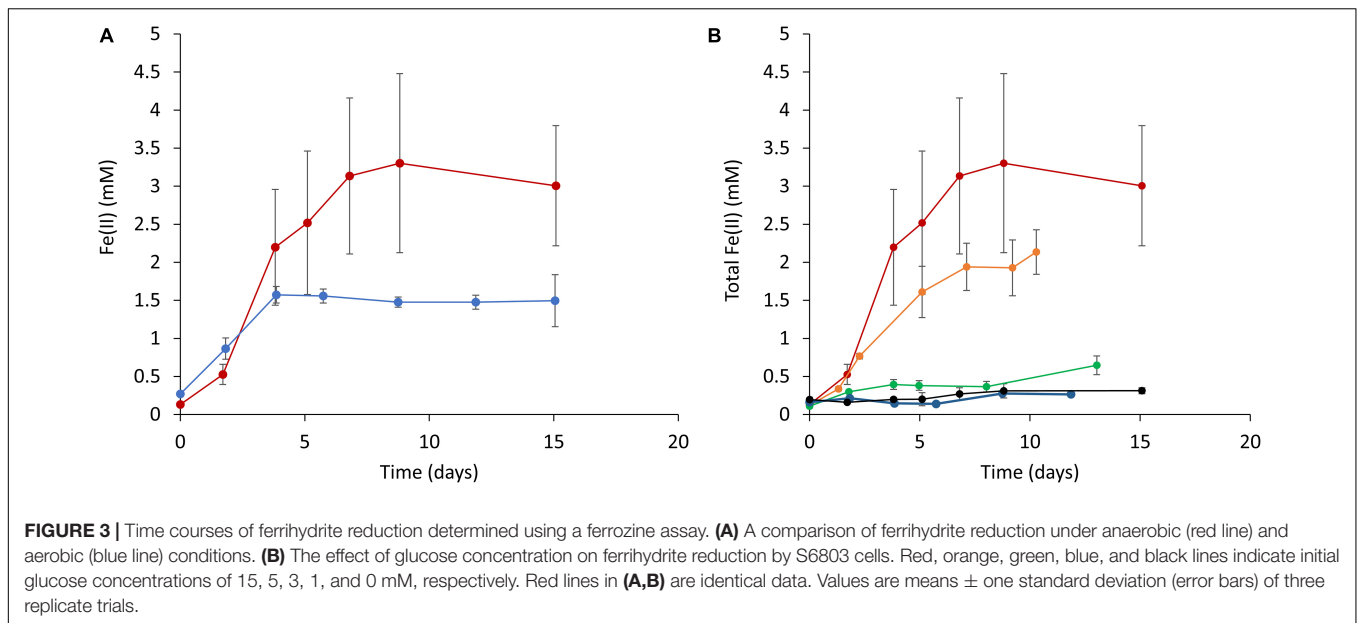 A
5
4.5
4
3.5
3
2.5
2
1.5
1
0.5
0
Fe(II) (mM)
0 5 10 15 20
Time (days)
B
5
4.5
4
3.5
3
2.5
2
1.5
1
0.5
0
Total Fe(II) (mM)
0 5 10 15 20
Time (days)
FIGURE 3 | Time courses of ferrihydrite reduction determined using a ferrozine assay. (A) A comparison of ferrihydrite reduction under anaerobic (red line) and
aerobic (blue line) conditions. (B) The effect of glucose concentration on ferrihydrite reduction by S6803 cells. Red, orange, green, blue, and black lines indicate initial
glucose concentrations of 15, 5, 3, 1, and 0 mM, respectively. Red lines in (A,B) are identical data. Values are means ± one standard deviation (error bars) of three
replicate trials.